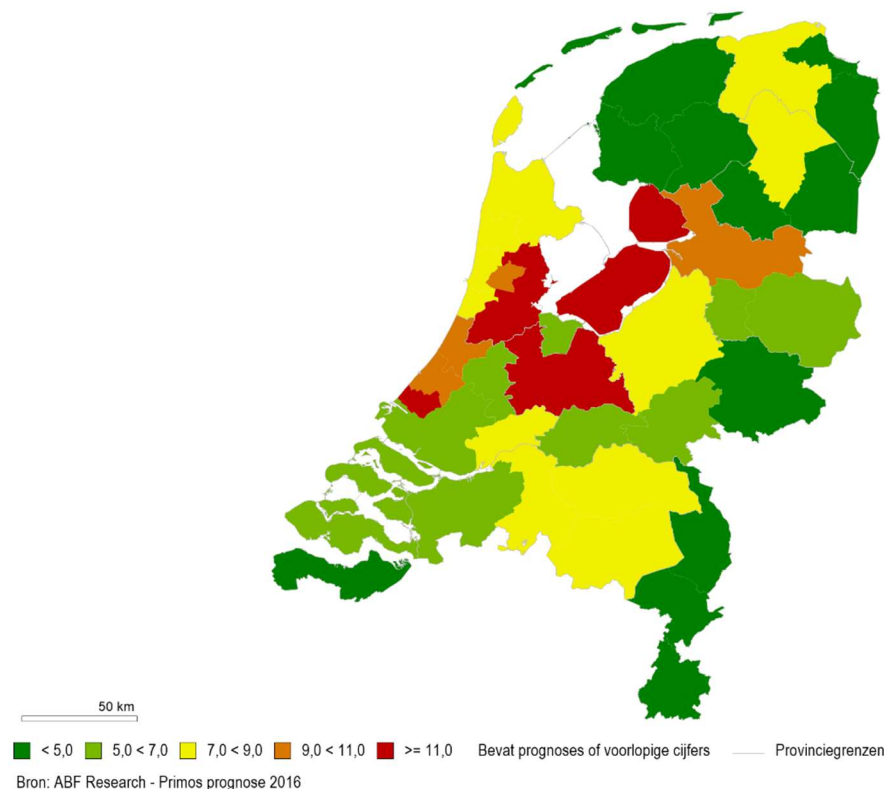 50 km
< 5,0 5,0 < 7,0 7,0 < 9,0 9,0 < 11,0 >= 11,0 Bevat prognoses of voorlopige cijfers Provinciegrenzen
Bron: ABF Research - Primos prognose 2016